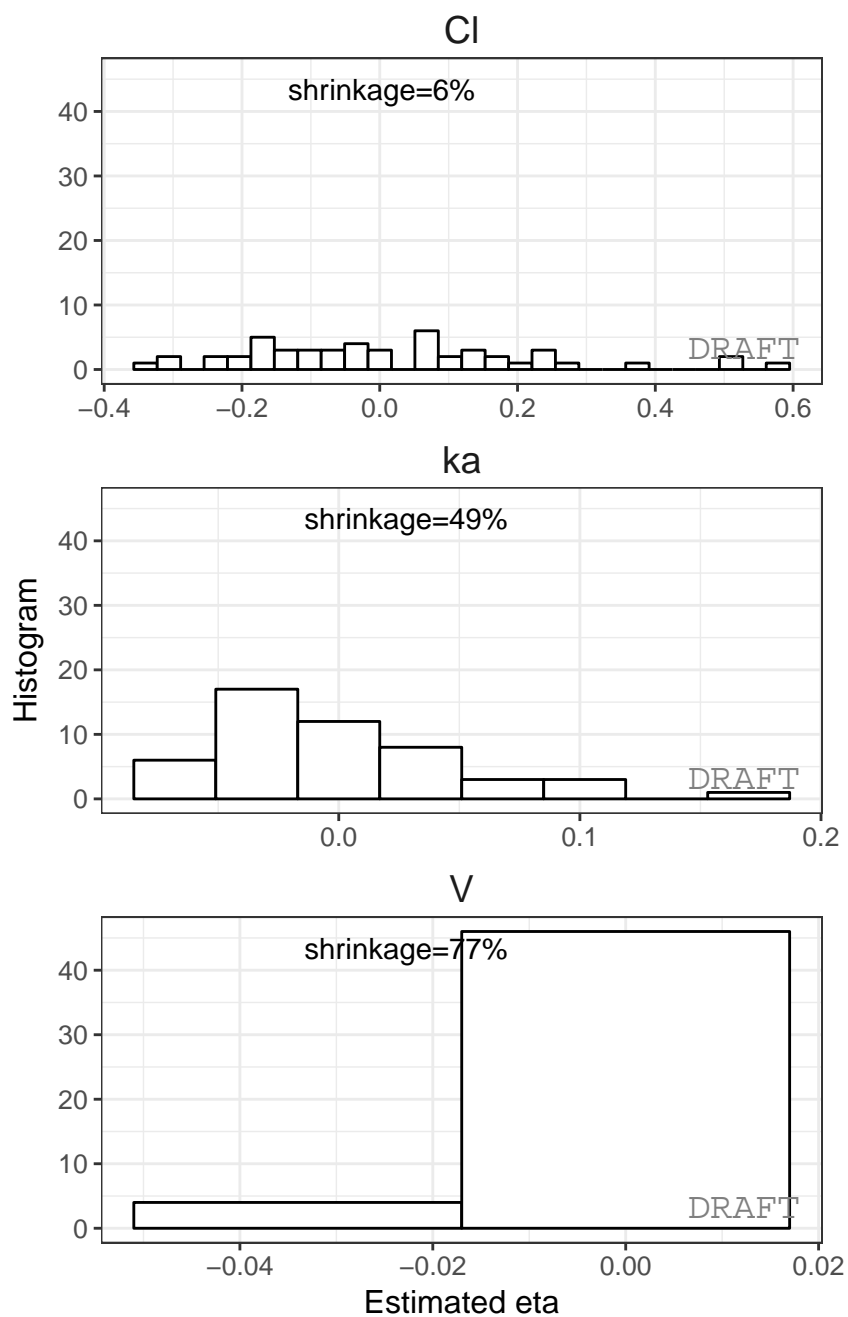 Cl
shrinkage=6%
40
30
20
10
0
DRAFT
−0.4
−0.2
0.0
0.2
0.4
0.6
ka
shrinkage=49%
40
30
20
10
0
DRAFT
0.0
0.1
0.2
Histogram
V
shrinkage=77%
40
30
20
10
0
DRAFT
−0.04
−0.02
0.00
0.02
Estimated eta